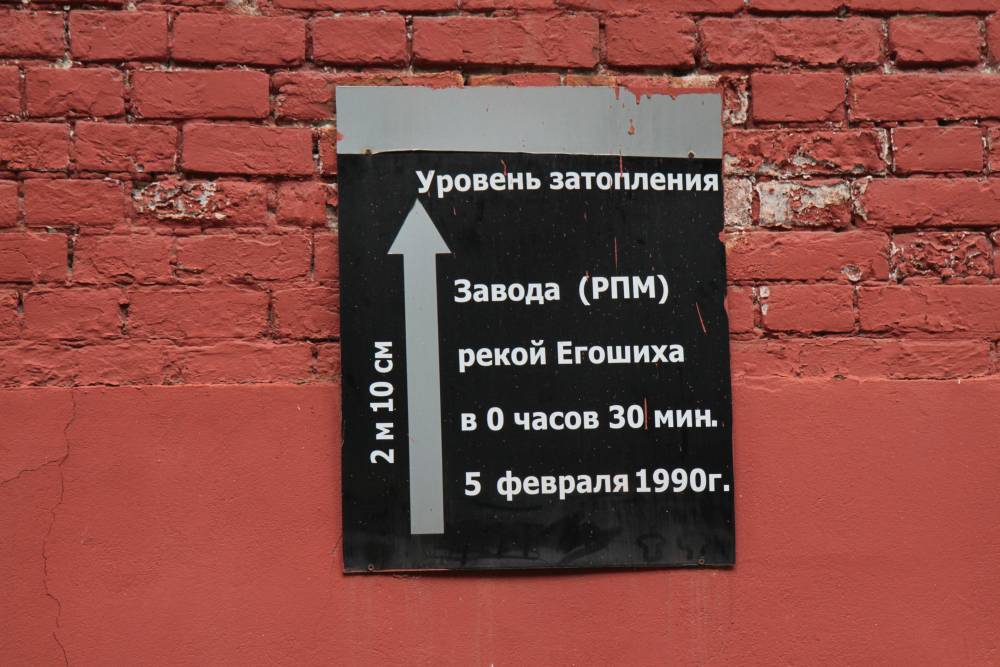 Уровень затопления
Завода (РПМ)
рекой Егошиха
в 0 часов 30 мин.
5 февраля 1990г.
2 м 10 см